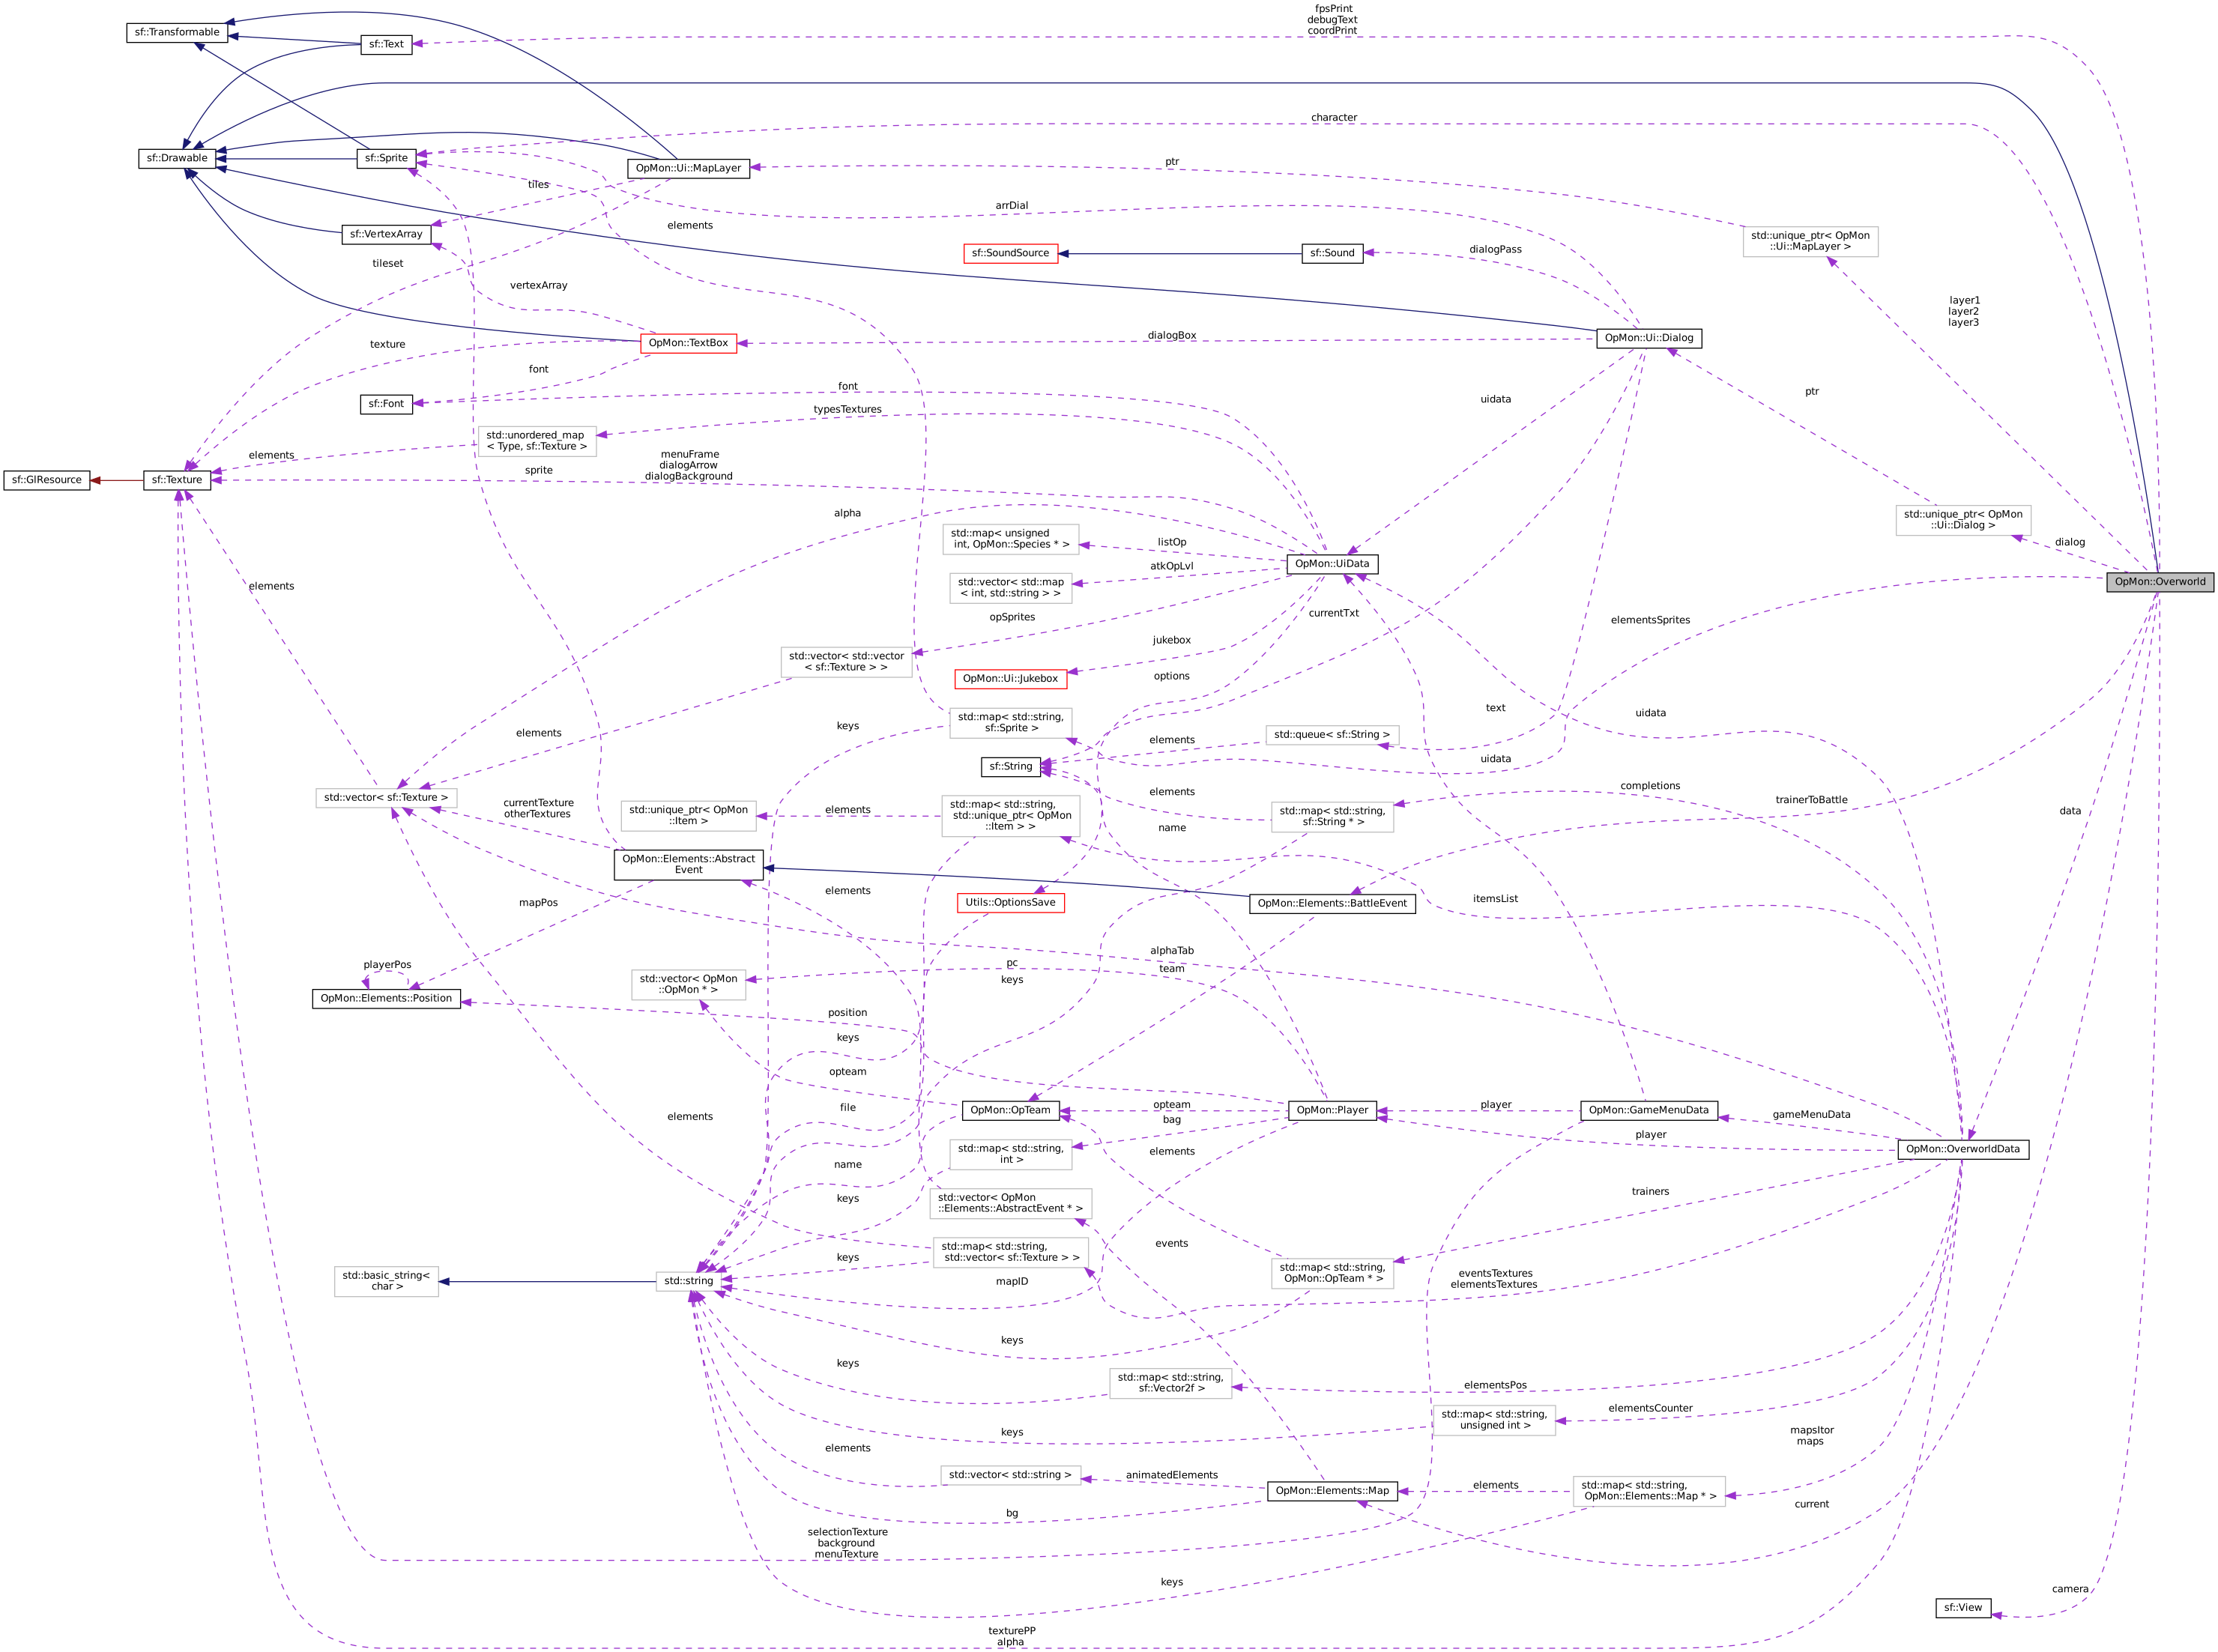 fpsPrint
debugText
coordPrint
sf::Transformable
sf::Text
character
sf::Drawable
sf::Sprite
OpMon::Ui::MapLayer
ptr
tiles
arrDial
elements
sf::VertexArray
std::unique_ptr< OpMon
::Ui::MapLayer >
sf::SoundSource
sf::Sound
dialogPass
tileset
vertexArray
layer1
layer2
layer3
texture
OpMon::TextBox
dialogBox
OpMon::Ui::Dialog
font
font
ptr
uidata
sf::Font
typesTextures
std::unordered_map
< Type, sf::Texture >
elements
sprite
menuFrame
dialogArrow
dialogBackground
sf::GlResource
sf::Texture
alpha
std::unique_ptr< OpMon
::Ui::Dialog >
dialog
std::map< unsigned
int, OpMon::Species * >
listOp
OpMon::UiData
atkOpLvl
std::vector< std::map
< int, std::string > >
OpMon::Overworld
elements
opSprites
currentTxt
elementsSprites
jukebox
std::vector< std::vector
< sf::Texture > >
OpMon::Ui::Jukebox
options
text
uidata
std::map< std::string,
sf::Sprite >
keys
elements
elements
std::queue< sf::String >
sf::String
uidata
std::vector< sf::Texture >
currentTexture
otherTextures
std::unique_ptr< OpMon
::Item >
elements
std::map< std::string,
std::unique_ptr< OpMon
::Item > >
elements
std::map< std::string,
sf::String * >
completions
trainerToBattle
data
name
OpMon::Elements::Abstract
Event
elements
mapPos
Utils::OptionsSave
OpMon::Elements::BattleEvent
itemsList
playerPos
OpMon::Elements::Position
std::vector< OpMon
::OpMon * >
pc
keys
alphaTab
team
position
keys
opteam
file
elements
OpMon::OpTeam
opteam
bag
OpMon::Player
player
OpMon::GameMenuData
gameMenuData
player
OpMon::OverworldData
name
keys
std::map< std::string,
int >
elements
std::vector< OpMon
::Elements::AbstractEvent * >
trainers
events
std::map< std::string,
std::vector< sf::Texture > >
keys
mapID
std::map< std::string,
OpMon::OpTeam * >
eventsTextures
elementsTextures
std::basic_string<
char >
std::string
keys
keys
std::map< std::string,
sf::Vector2f >
elementsPos
elementsCounter
std::map< std::string,
unsigned int >
keys
mapsItor
maps
elements
std::vector< std::string >
animatedElements
OpMon::Elements::Map
elements
std::map< std::string,
OpMon::Elements::Map * >
current
bg
selectionTexture
background
menuTexture
keys
camera
sf::View
texturePP
alpha